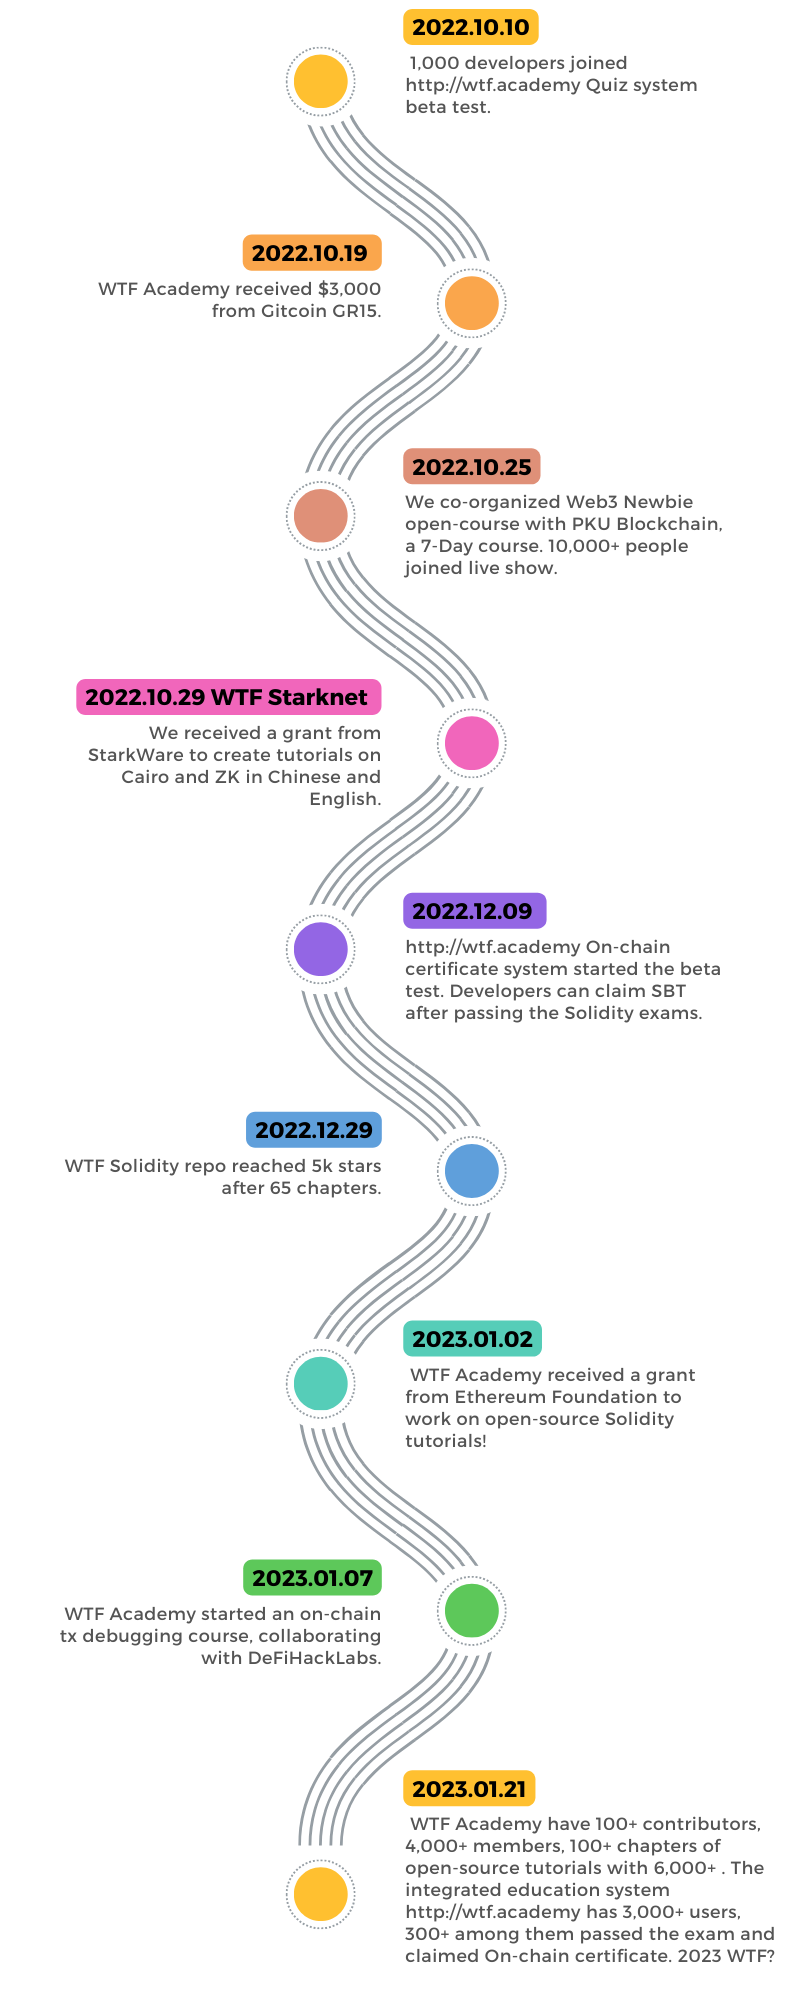 2022.10.10
1,000 developers joined
http://wtf.academy Quiz system
beta test.
2022.10.19
WTF Academy received $3,000
from Gitcoin GR15.
2022.10.25
We co-organized Web3 Newbie
open-course with PKU Blockchain,
a 7-Day course. 10,000+ people
joined live show.
2022.10.29 WTF Starknet
We received a grant from
StarkWare to create tutorials on
Cairo and ZK in Chinese and
English.
2022.12.09
http://wtf.academy On-chain
certificate system started the beta
test. Developers can claim SBT
after passing the Solidity exams.
2022.12.29
WTF Solidity repo reached 5k stars
after 65 chapters.
2023.01.02
WTF Academy received a grant
from Ethereum Foundation to
work on open-source Solidity
tutorials!
2023.01.07
WTF Academy started an on-chain
tx debugging course, collaborating
with DeFiHackLabs.
2023.01.21
WTF Academy have 100+ contributors,
4,000+ members, 100+ chapters of
open-source tutorials with 6,000+ . The
integrated education system
http://wtf.academy has 3,000+ users,
300+ among them passed the exam and
claimed On-chain certificate. 2023 WTF?